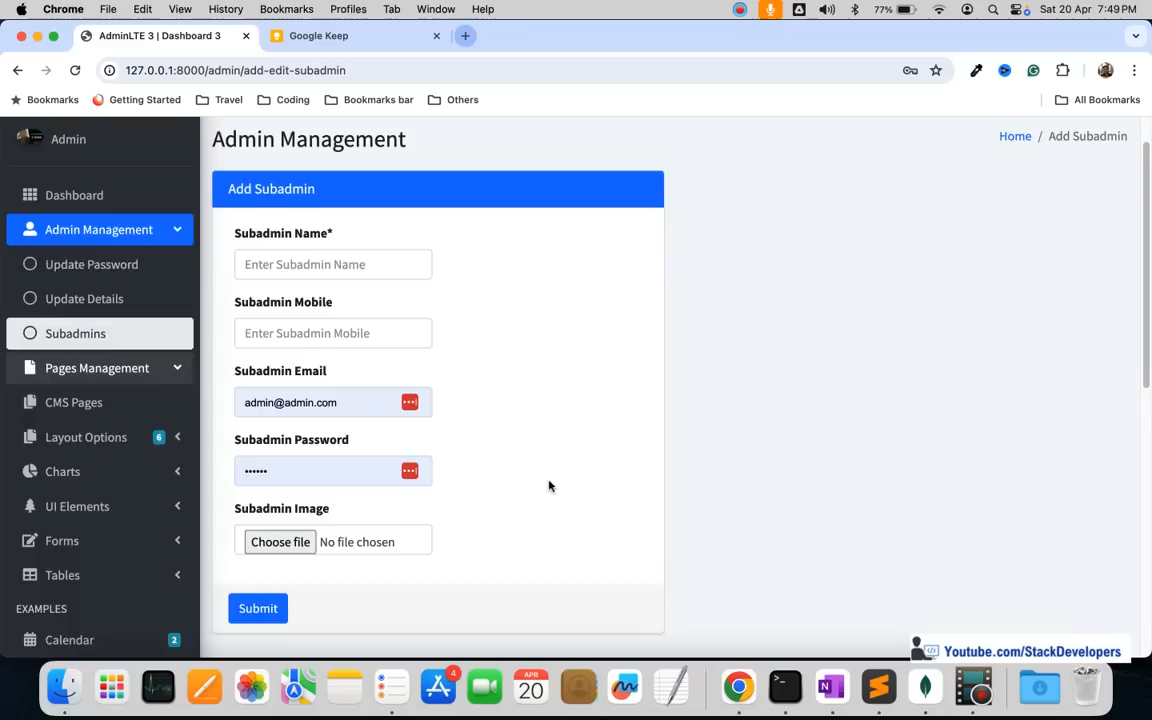 Chrome File Edit View History Bookmarks Profiles Tab Window Help 77% Sat 20 Apr 7:49 PM
AdminLTE 3 | Dashboard 3 Google Keep
127.0.0.1:8000/admin/add-edit-subadmin
Bookmarks Getting Started Travel Coding Bookmarks bar Others All Bookmarks
Admin
Admin Management
Home / Add Subadmin
Add Subadmin
Dashboard
Admin Management
Update Password
Update Details
Subadmins
Pages Management
CMS Pages
Layout Options 6
Charts
UI Elements
Forms
Tables
EXAMPLES
Calendar 2
Subadmin Name*
Enter Subadmin Name
Subadmin Mobile
Enter Subadmin Mobile
Subadmin Email
admin@admin.com
Subadmin Password
••••••
Subadmin Image
Choose file No file chosen
Submit
Youtube.com/StackDevelopers
4
APR
20